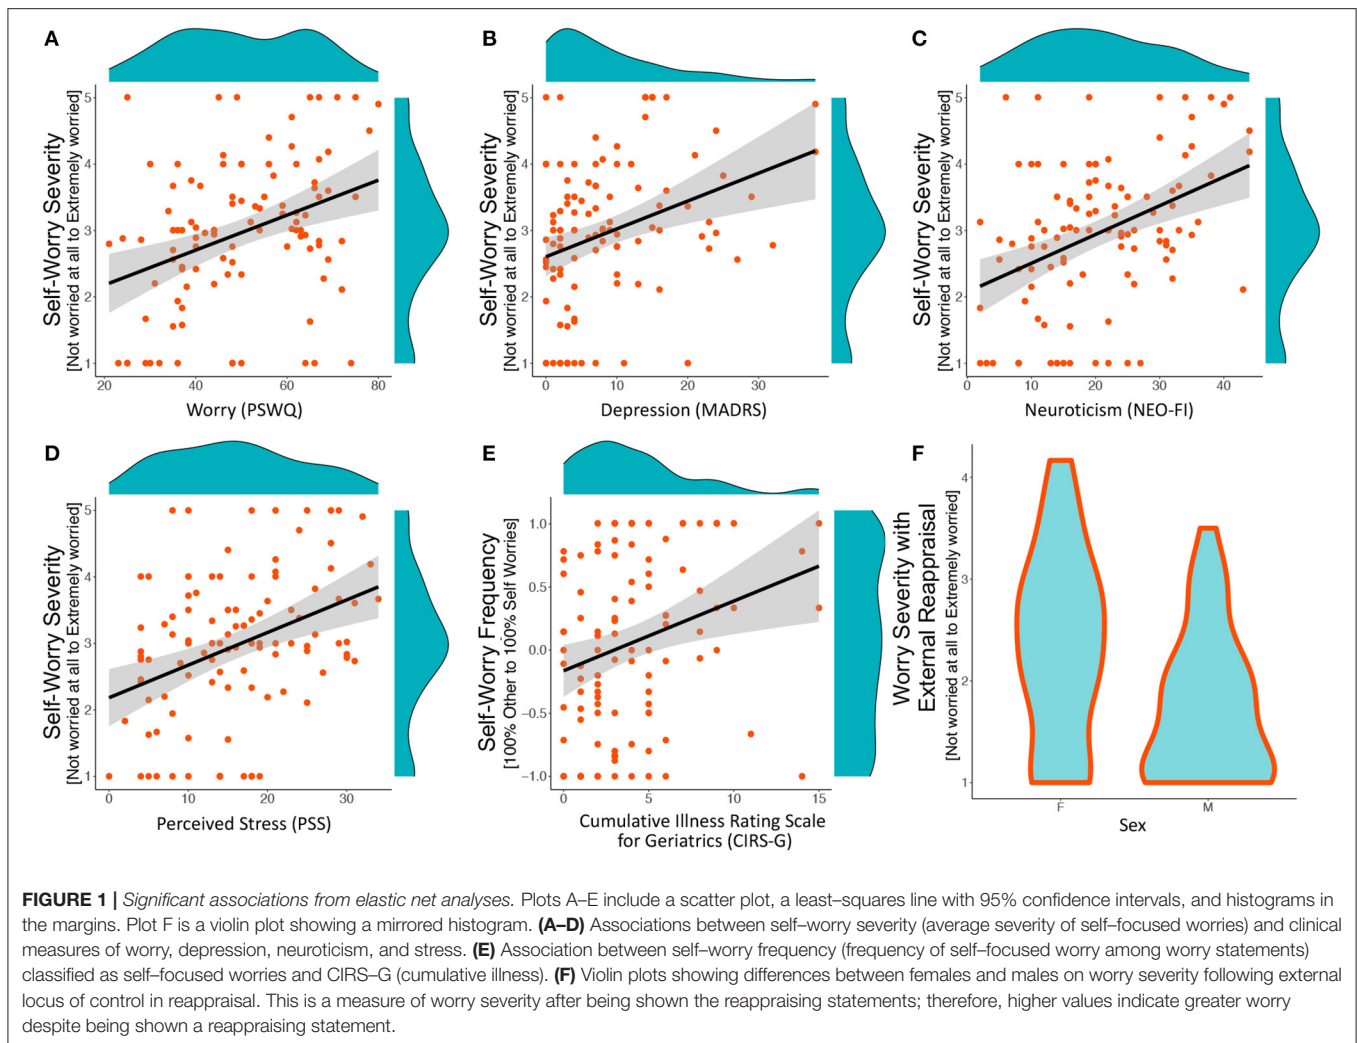 A
B
C
5
4
3
2
1
Self-Worry Severity
[Not worried at all to Extremely worried]
20
40
60
80
Worry (PSWQ)
5
4
3
2
1
Self-Worry Severity
[Not worried at all to Extremely worried]
0
10
20
30
Depression (MADRS)
5
4
3
2
1
Self-Worry Severity
[Not worried at all to Extremely worried]
0
10
20
30
40
Neuroticism (NEO-FI)
D
E
F
5
4
3
2
1
Self-Worry Severity
[Not worried at all to Extremely worried]
0
10
20
30
Perceived Stress (PSS)
1.0
0.5
0.0
−0.5
−1.0
Self-Worry Frequency
[100% Other to 100% Self Worries]
0
5
10
15
Cumulative Illness Rating Scale
for Geriatrics (CIRS-G)
4
3
2
1
Worry Severity with
External Reappraisal
[Not worried at all to Extremely worried]
F
M
Sex
FIGURE 1 | Significant associations from elastic net analyses. Plots A–E include a scatter plot, a least–squares line with 95% confidence intervals, and histograms in
the margins. Plot F is a violin plot showing a mirrored histogram. (A–D) Associations between self–worry severity (average severity of self–focused worries) and clinical
measures of worry, depression, neuroticism, and stress. (E) Association between self–worry frequency (frequency of self–focused worry among worry statements)
classified as self–focused worries and CIRS–G (cumulative illness). (F) Violin plots showing differences between females and males on worry severity following external
locus of control in reappraisal. This is a measure of worry severity after being shown the reappraising statements; therefore, higher values indicate greater worry
despite being shown a reappraising statement.